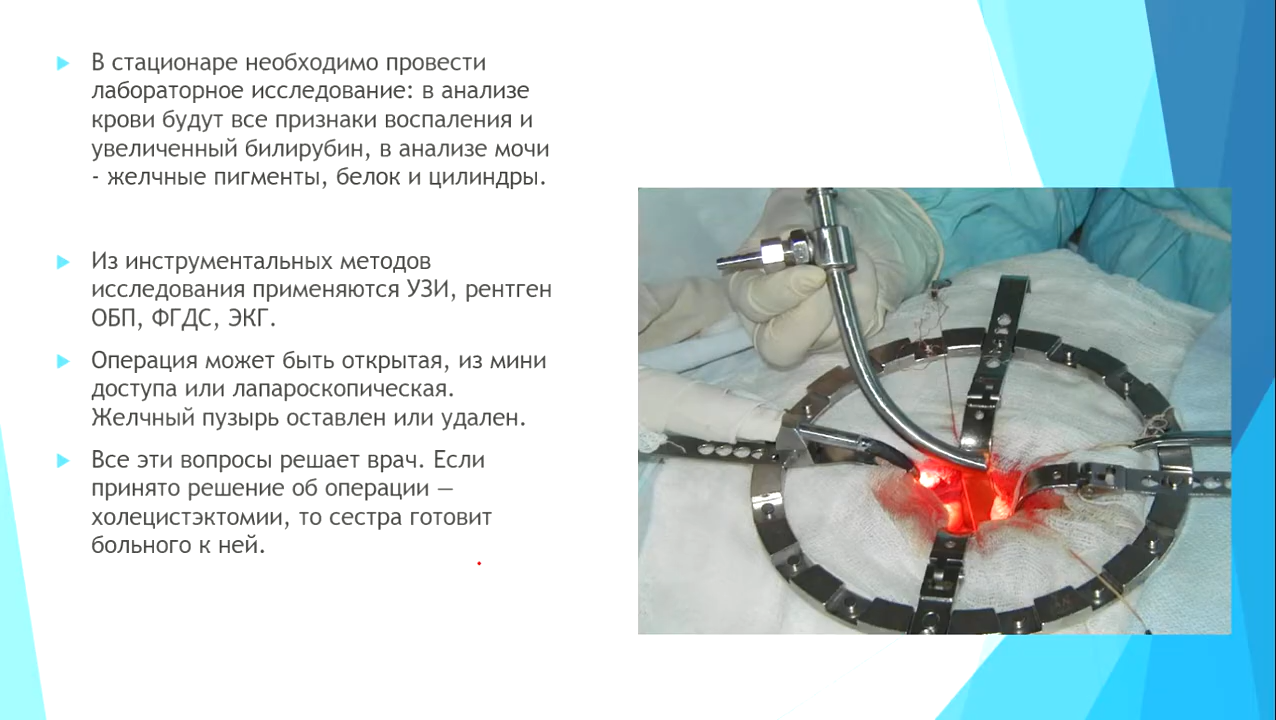 В стационаре необходимо провести
лабораторное исследование: в анализе
крови будут все признаки воспаления и
увеличенный билирубин, в анализе мочи
- желчные пигменты, белок и цилиндры.
Из инструментальных методов
исследования применяются УЗИ, рентген
ОБП, ФГДС, ЭКГ.
Операция может быть открытая, из мини
доступа или лапароскопическая.
Желчный пузырь оставлен или удален.
Все эти вопросы решает врач. Если
принято решение об операции —
холецистэктомии, то сестра готовит
больного к ней.